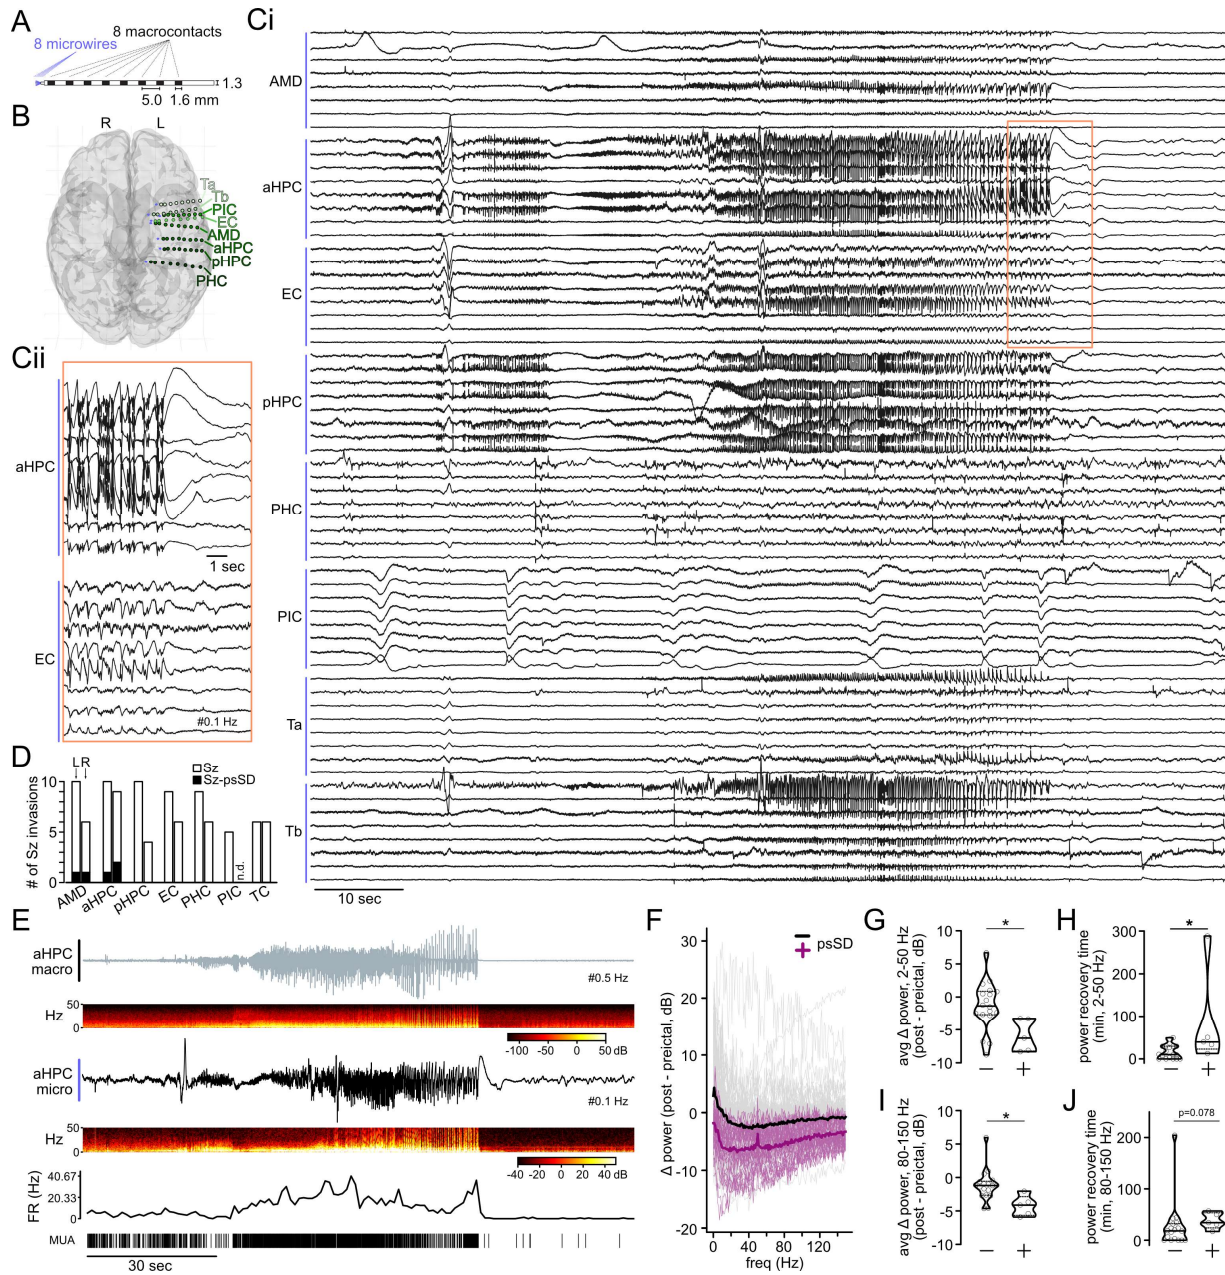 A
8 microwires
8 macrocontacts
1.3
5.0
1.6 mm
B
R
L
Ta
Tb
PIC
EC
AMD
aHPC
pHPC
PHC
Ci
AMD
aHPC
EC
pHPC
PHC
PIC
Ta
Tb
10 sec
Cii
aHPC
1 sec
EC
#0.1 Hz
D
L R
Sz
Sz-psSD
# of Sz invasions
10
5
0
n.d.
AMD
aHPC
pHPC
EC
PHC
PIC
TC
E
aHPC
macro
#0.5 Hz
50
Hz
0
-100 -50 0 50 dB
aHPC
micro
#0.1 Hz
50
Hz
0
-40 -20 0 20 40 dB
FR (Hz)
40.67
20.33
0
MUA
30 sec
F
− psSD
+
Δ power (post - preictal, dB)
30
20
10
0
-10
-20
0 40 80 120
freq (Hz)
G
*
avg Δ power, 2-50 Hz
(post - preictal, dB)
10
5
0
-5
-10
− +
H
*
power recovery time
(min, 2-50 Hz)
300
200
100
50
0
− +
I
*
avg Δ power, 80-150 Hz
(post - preictal, dB)
10
5
0
-5
-10
− +
J
p=0.078
power recovery time
(min, 80-150 Hz)
200
100
50
0
− +